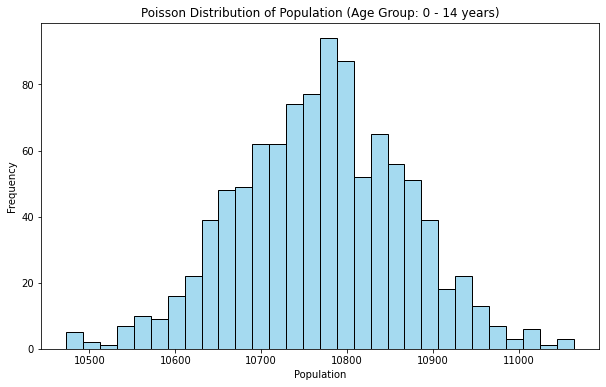 Poisson Distribution of Population (Age Group: 0 - 14 years)
80
60
40
20
0
Frequency
10500 10600 10700 10800 10900 11000
Population